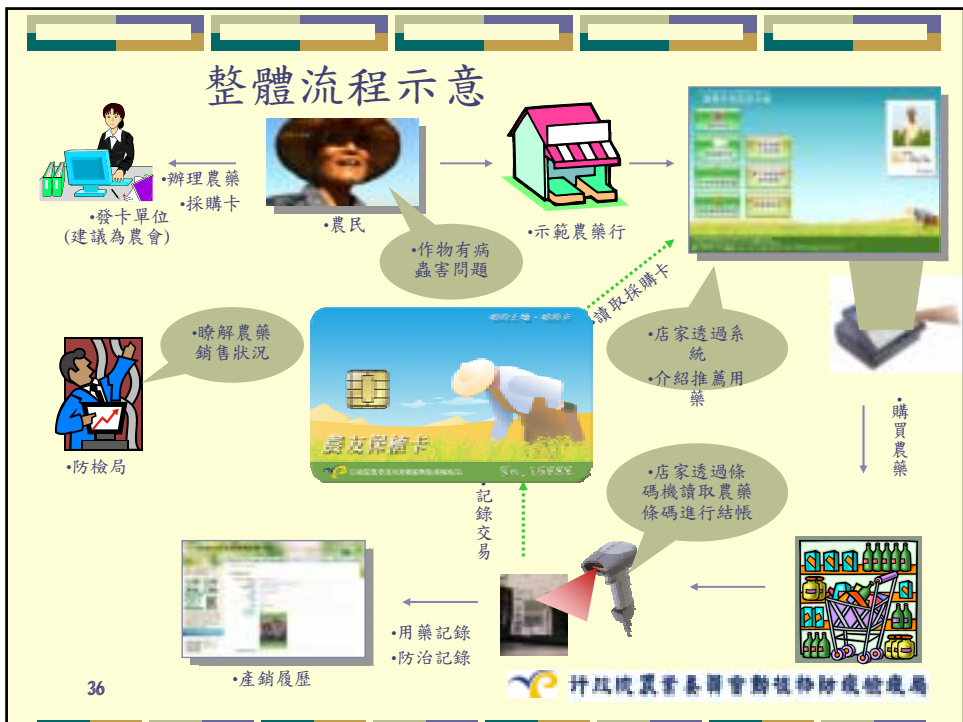 整體流程示意
•辦理農藥
•採購卡
•發卡單位
(建議為農會)
•農民
•示範農藥行
•作物有病
蟲害問題
•讀取採購卡
•瞭解農藥
銷售狀況
•店家透過系
統
•介紹推薦用
藥
•防檢局
農友保植卡
•購買農藥
•店家透過條
碼機讀取農藥
條碼進行結帳
•記錄交易
•用藥記錄
•防治記錄
•產銷履歷
36
行政院農業委員會動植物防疫檢疫局